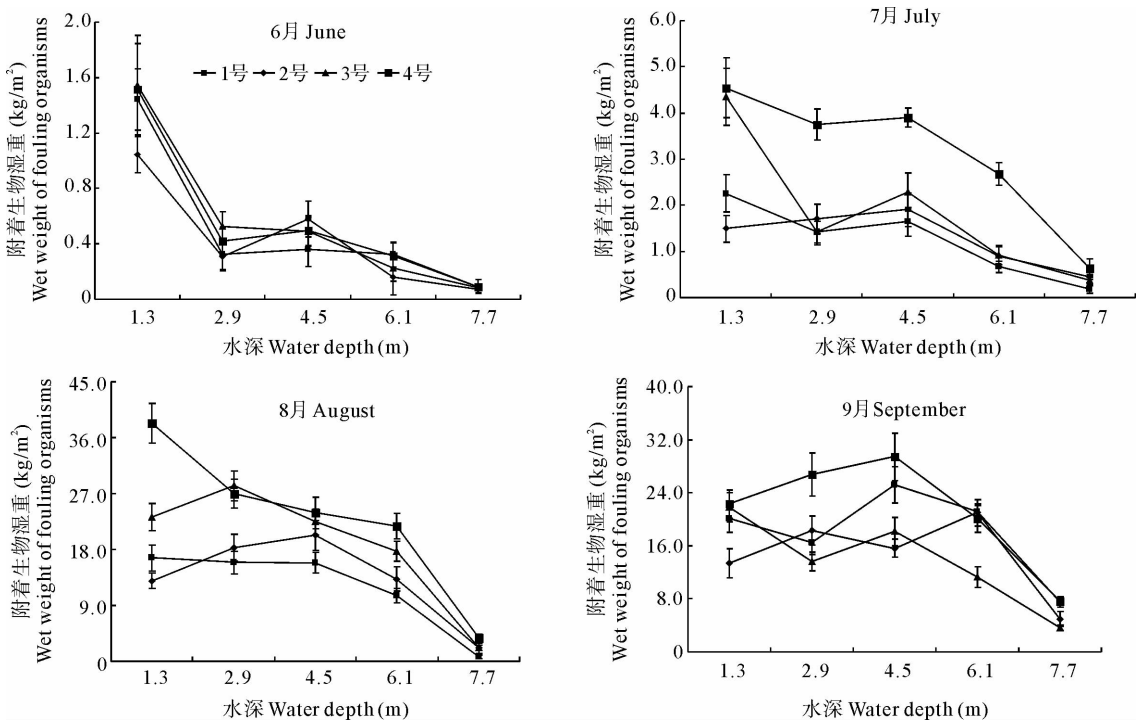 6月 June
1号 2号 3号 4号
附着生物湿重 (kg/m²)
Wet weight of fouling organisms
2.0
1.6
1.2
0.8
0.4
0
1.3 2.9 4.5 6.1 7.7
水深 Water depth (m)
7月 July
附着生物湿重 (kg/m²)
Wet weight of fouling organisms
6.0
5.0
4.0
3.0
2.0
1.0
0
1.3 2.9 4.5 6.1 7.7
水深 Water depth (m)
8月 August
附着生物湿重 (kg/m²)
Wet weight of fouling organisms
45.0
36.0
27.0
18.0
9.0
0
1.3 2.9 4.5 6.1 7.7
水深 Water depth (m)
9月 September
附着生物湿重 (kg/m²)
Wet weight of fouling organisms
40.0
32.0
24.0
16.0
8.0
0
1.3 2.9 4.5 6.1 7.7
水深 Water depth (m)